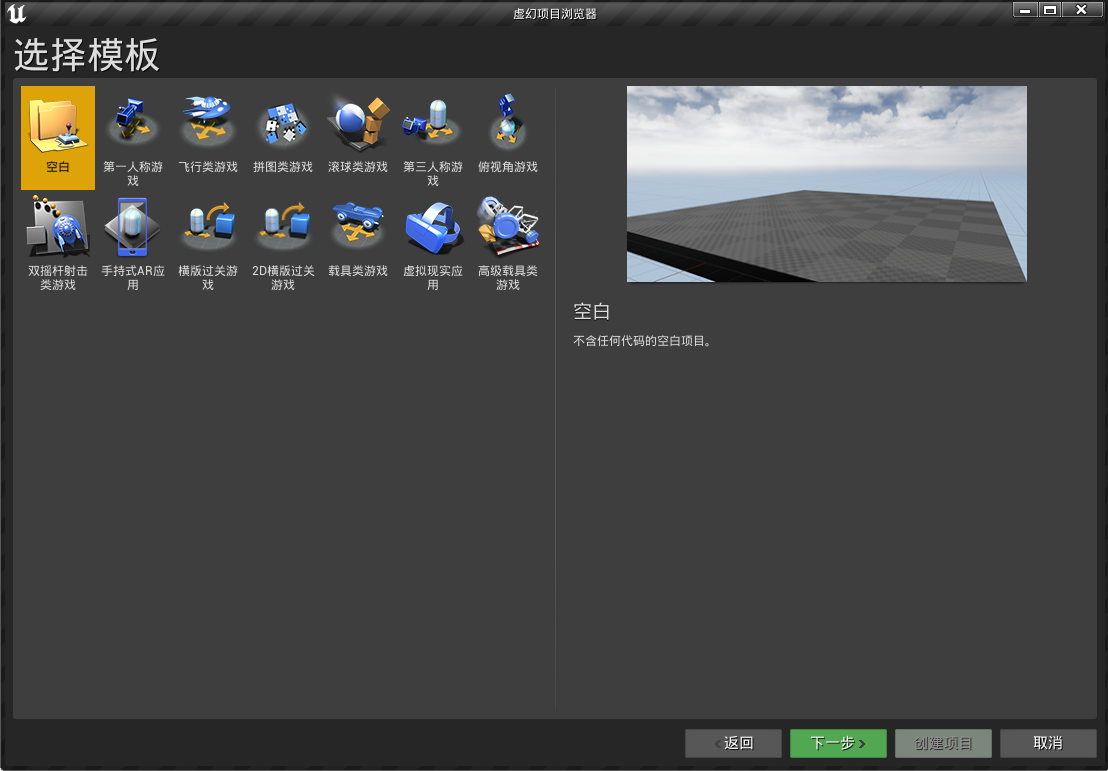 虚幻项目浏览器
选择模板
空白
第一人称游
戏
飞行类游戏
拼图类游戏
滚球类游戏
第三人称游
戏
俯视角游戏
双摇杆射击
类游戏
手持式AR应
用
横版过关游
戏
2D横版过关
游戏
载具类游戏
虚拟现实应
用
高级载具类
游戏
空白
不含任何代码的空白项目。
返回
下一步
创建项目
取消